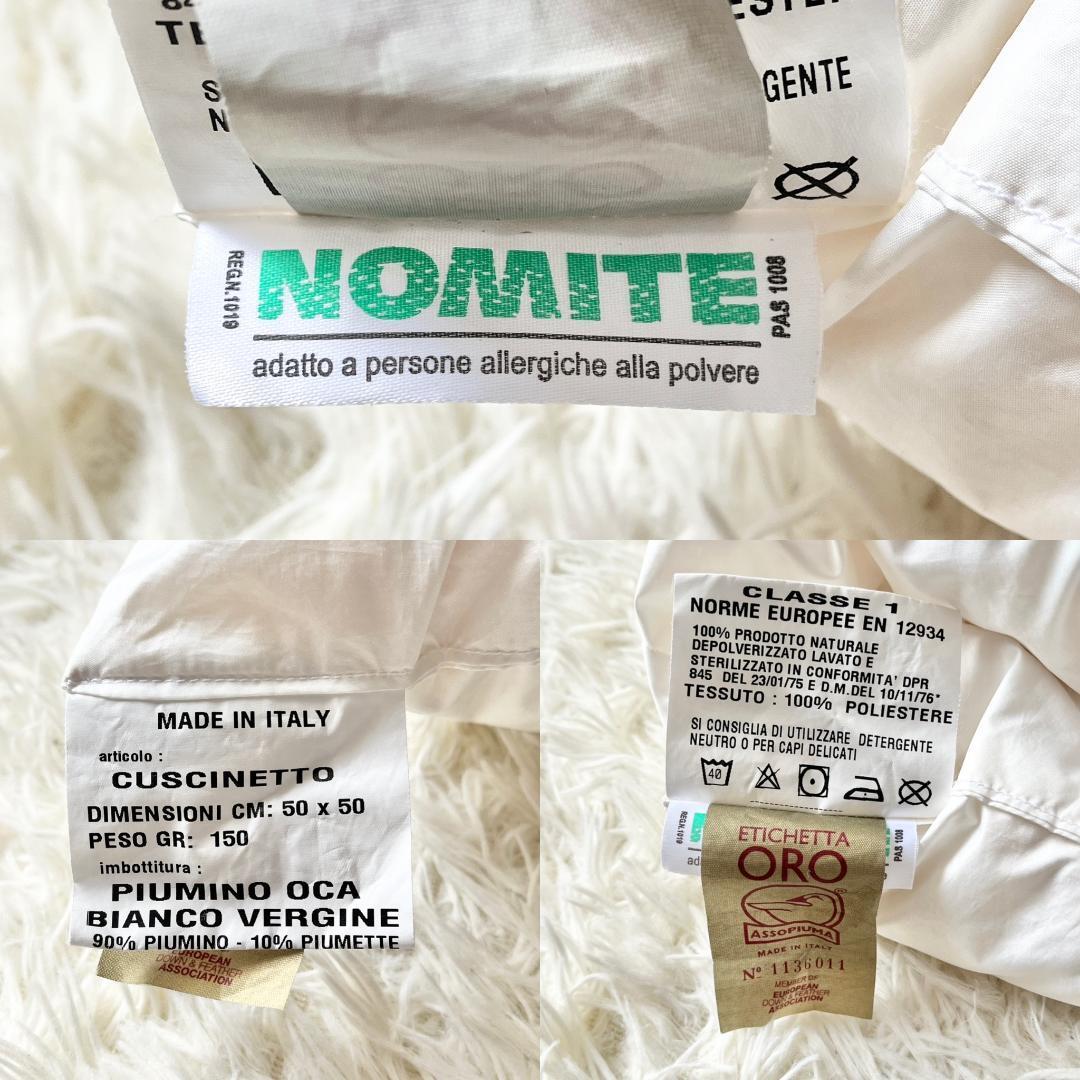 GENTE
REG.N.1019
NOMITE
PAS 1008
adatto a persone allergiche alla polvere
MADE IN ITALY
articolo :
CUSCINETTO
DIMENSIONI CM: 50 x 50
PESO GR: 150
imbottitura :
PIUMINO OCA
BIANCO VERGINE
90% PIUMINO - 10% PIUMETTE
EUROPEAN
DOWN & FEATHER
ASSOCIATION
CLASSE 1
NORME EUROPEE EN 12934
100% PRODOTTO NATURALE
DEPOLVERIZZATO LAVATO E
STERILIZZATO IN CONFORMITA' DPR
845 DEL 23/01/75 E D.M.DEL 10/11/76"
TESSUTO : 100% POLIESTERE
SI CONSIGLIA DI UTILIZZARE DETERGENTE
NEUTRO O PER CAPI DELICATI
40
REG.N.1019
PAS 1008
ETICHETTA
ORO
ASSOPIUMA
MADE IN ITALY
Nº 1136011
MEMBER OF
EUROPEAN
DOWN & FEATHER
ASSOCIATION